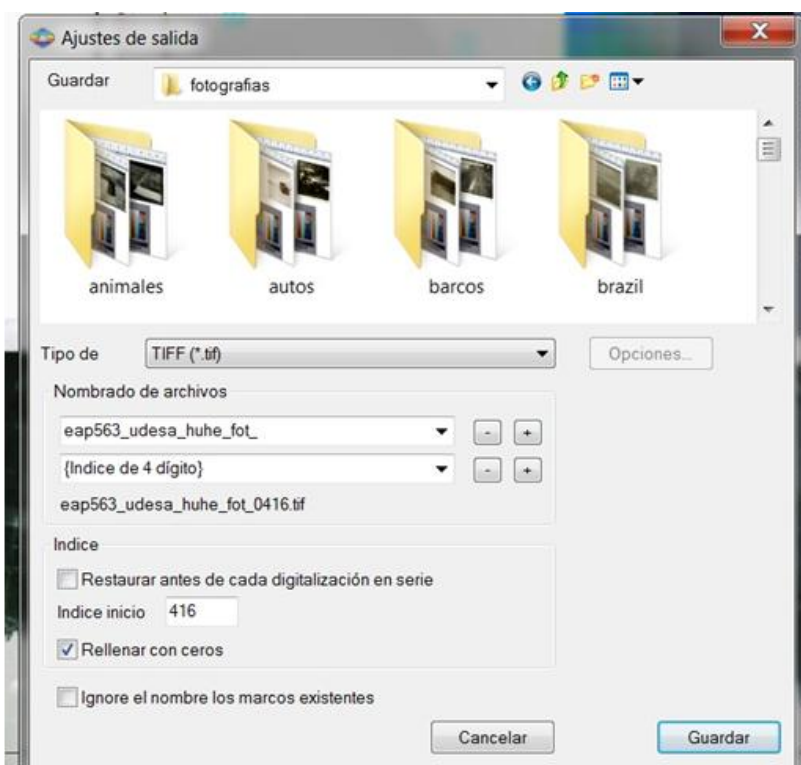 Ajustes de salida
Guardar
fotografias
animales
autos
barcos
brazil
Tipo de
TIFF (*.tif)
Opciones...
Nombrado de archivos
eap563_udesa_huhe_fot_
- +
{Indice de 4 dígito}
- +
eap563_udesa_huhe_fot_0416.tif
Indice
Restaurar antes de cada digitalización en serie
Indice inicio 416
Rellenar con ceros
Ignore el nombre los marcos existentes
Cancelar
Guardar